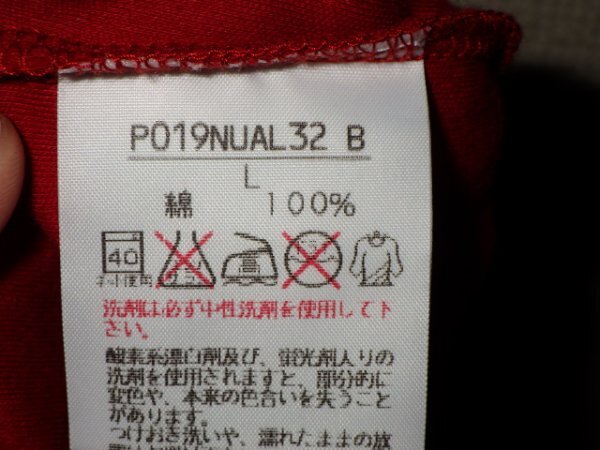 P019NUAL32 B
L
綿 100%
40
ネット使用
洗剤は必ず中性洗剤を使用して下
さい。
酸素系漂白剤及び、蛍光剤入りの
洗剤を使用されますと、部分的に
変色や、本来の色合いを失うこと
があります。
つけおき洗いや、濡れたままの放